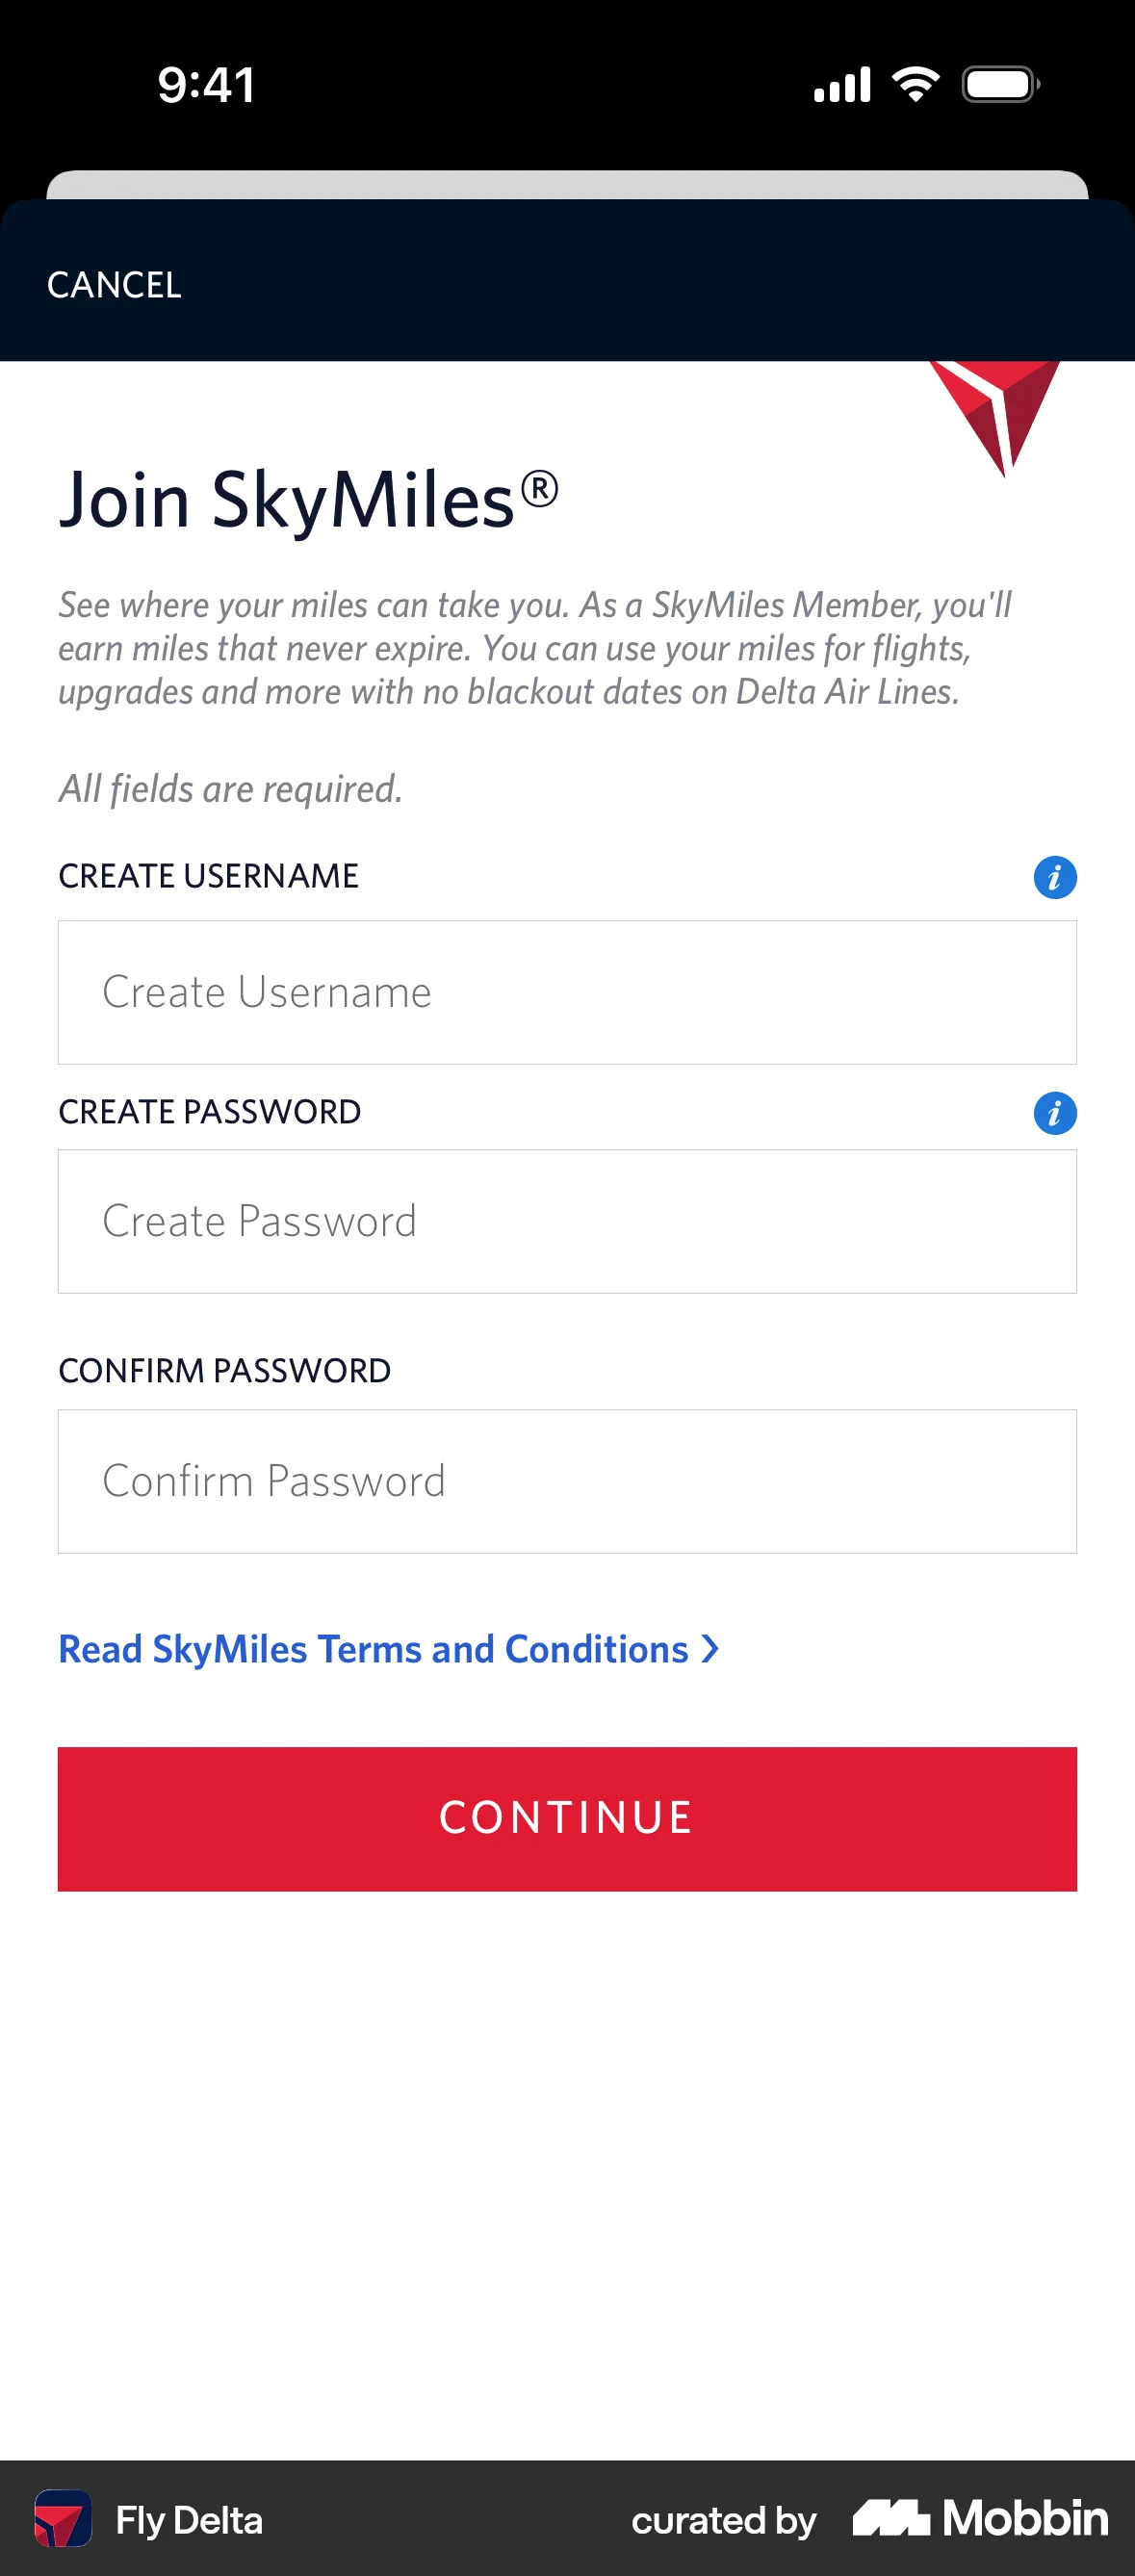 9:41
CANCEL
Join SkyMiles®
See where your miles can take you. As a SkyMiles Member, you'll
earn miles that never expire. You can use your miles for flights,
upgrades and more with no blackout dates on Delta Air Lines.
All fields are required.
CREATE USERNAME i
Create Username
CREATE PASSWORD i
Create Password
CONFIRM PASSWORD
Confirm Password
Read SkyMiles Terms and Conditions
CONTINUE
Fly Delta curated by Mobbin